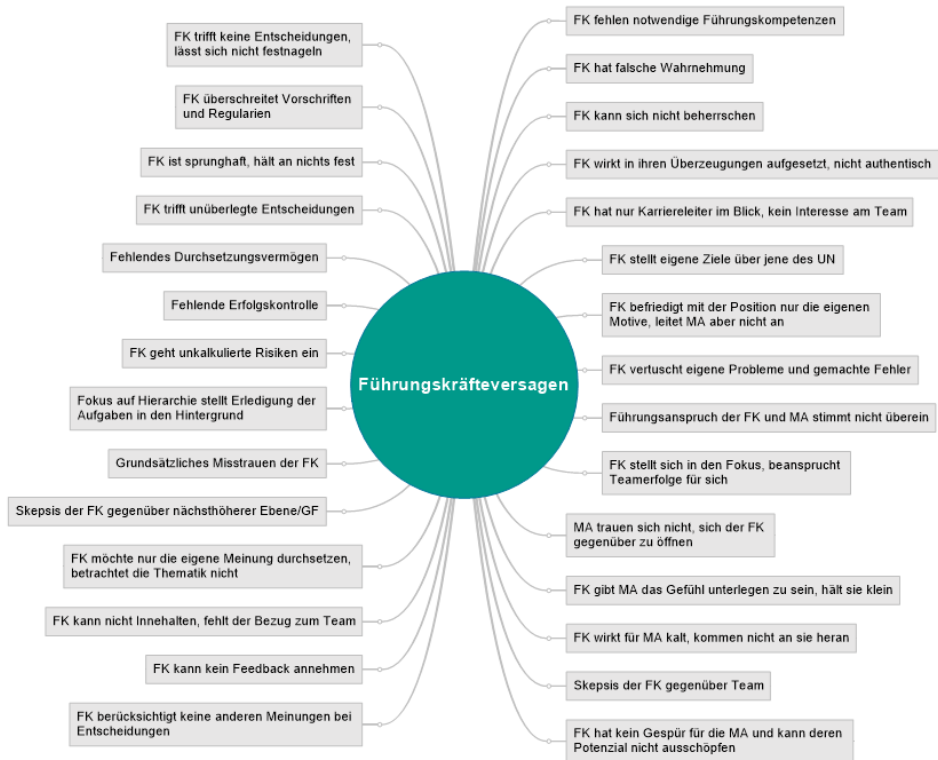 FK trifft keine Entscheidungen,
lässt sich nicht festnageln
FK überschreitet Vorschriften
und Regularien
FK ist sprunghaft, hält an nichts fest
FK trifft unüberlegte Entscheidungen
Fehlendes Durchsetzungsvermögen
Fehlende Erfolgskontrolle
FK geht unkalkulierte Risiken ein
Fokus auf Hierarchie stellt Erledigung der
Aufgaben in den Hintergrund
Grundsätzliches Misstrauen der FK
Skepsis der FK gegenüber nächsthöherer Ebene/GF
FK möchte nur die eigene Meinung durchsetzen,
betrachtet die Thematik nicht
FK kann nicht Innehalten, fehlt der Bezug zum Team
FK kann kein Feedback annehmen
FK berücksichtigt keine anderen Meinungen bei
Entscheidungen
Führungskräfteversagen
FK fehlen notwendige Führungskompetenzen
FK hat falsche Wahrnehmung
FK kann sich nicht beherrschen
FK wirkt in ihren Überzeugungen aufgesetzt, nicht authentisch
FK hat nur Karriereleiter im Blick, kein Interesse am Team
FK stellt eigene Ziele über jene des UN
FK befriedigt mit der Position nur die eigenen
Motive, leitet MA aber nicht an
FK vertuscht eigene Probleme und gemachte Fehler
Führungsanspruch der FK und MA stimmt nicht überein
FK stellt sich in den Fokus, beansprucht
Teamerfolge für sich
MA trauen sich nicht, sich der FK
gegenüber zu öffnen
FK gibt MA das Gefühl unterlegen zu sein, hält sie klein
FK wirkt für MA kalt, kommen nicht an sie heran
Skepsis der FK gegenüber Team
FK hat kein Gespür für die MA und kann deren
Potenzial nicht ausschöpfen